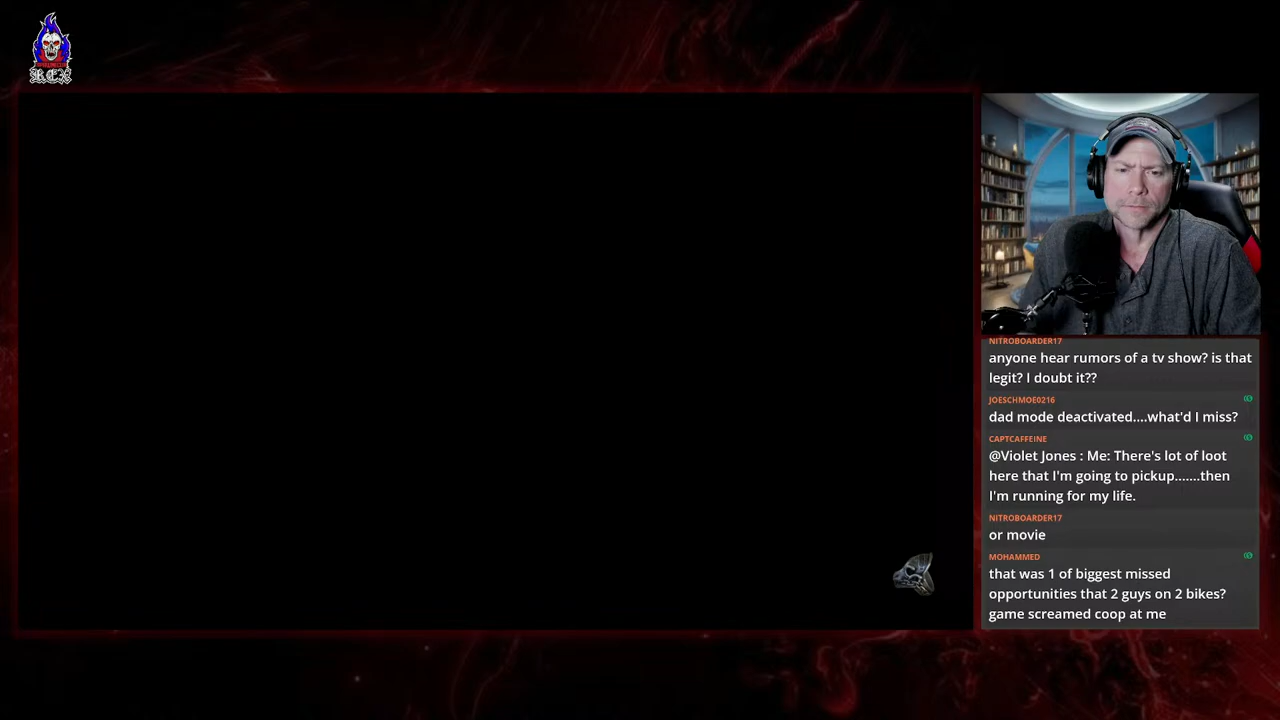 REX
NITROBOARDER17
anyone hear rumors of a tv show? is that
legit? I doubt it??
JOESCHMOE0216
dad mode deactivated....what'd I miss?
CAPTCAFFEINE
@Violet Jones : Me: There's lot of loot
here that I'm going to pickup.......then
I'm running for my life.
NITROBOARDER17
or movie
MOHAMMED
that was 1 of biggest missed
opportunities that 2 guys on 2 bikes?
game screamed coop at me